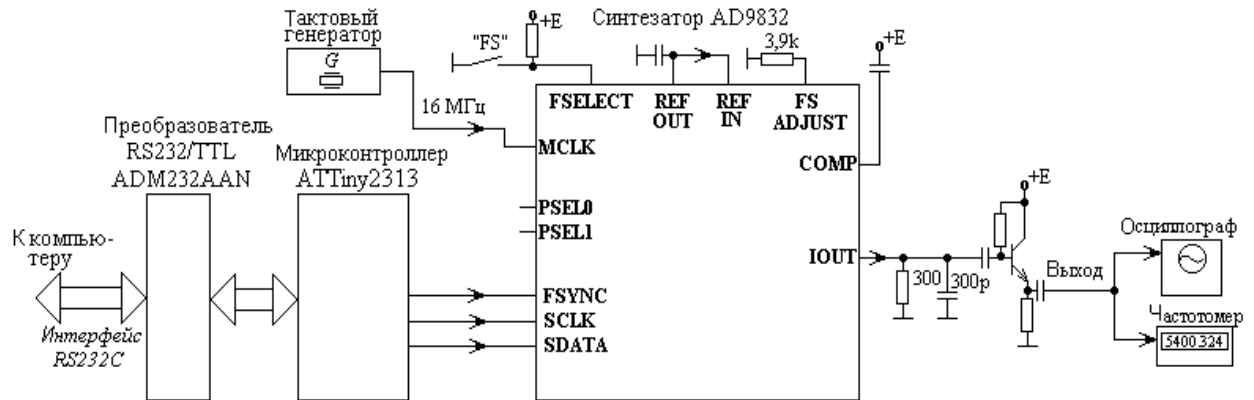 Тактовый
генератор
G
"FS"
+E
Синтезатор AD9832
3,9k
+E
16 МГц
FSELECT
REF
OUT
REF
IN
FS
ADJUST
MCLK
COMP
Преобразователь
RS232/TTL
ADM232AAN
Микроконтроллер
ATTiny2313
PSEL0
PSEL1
+E
К компью-
теру
IOUT
300
300p
Выход
Осциллограф
FSYNC
SCLK
SDATA
Интерфейс
RS232C
Частотомер
5400.324